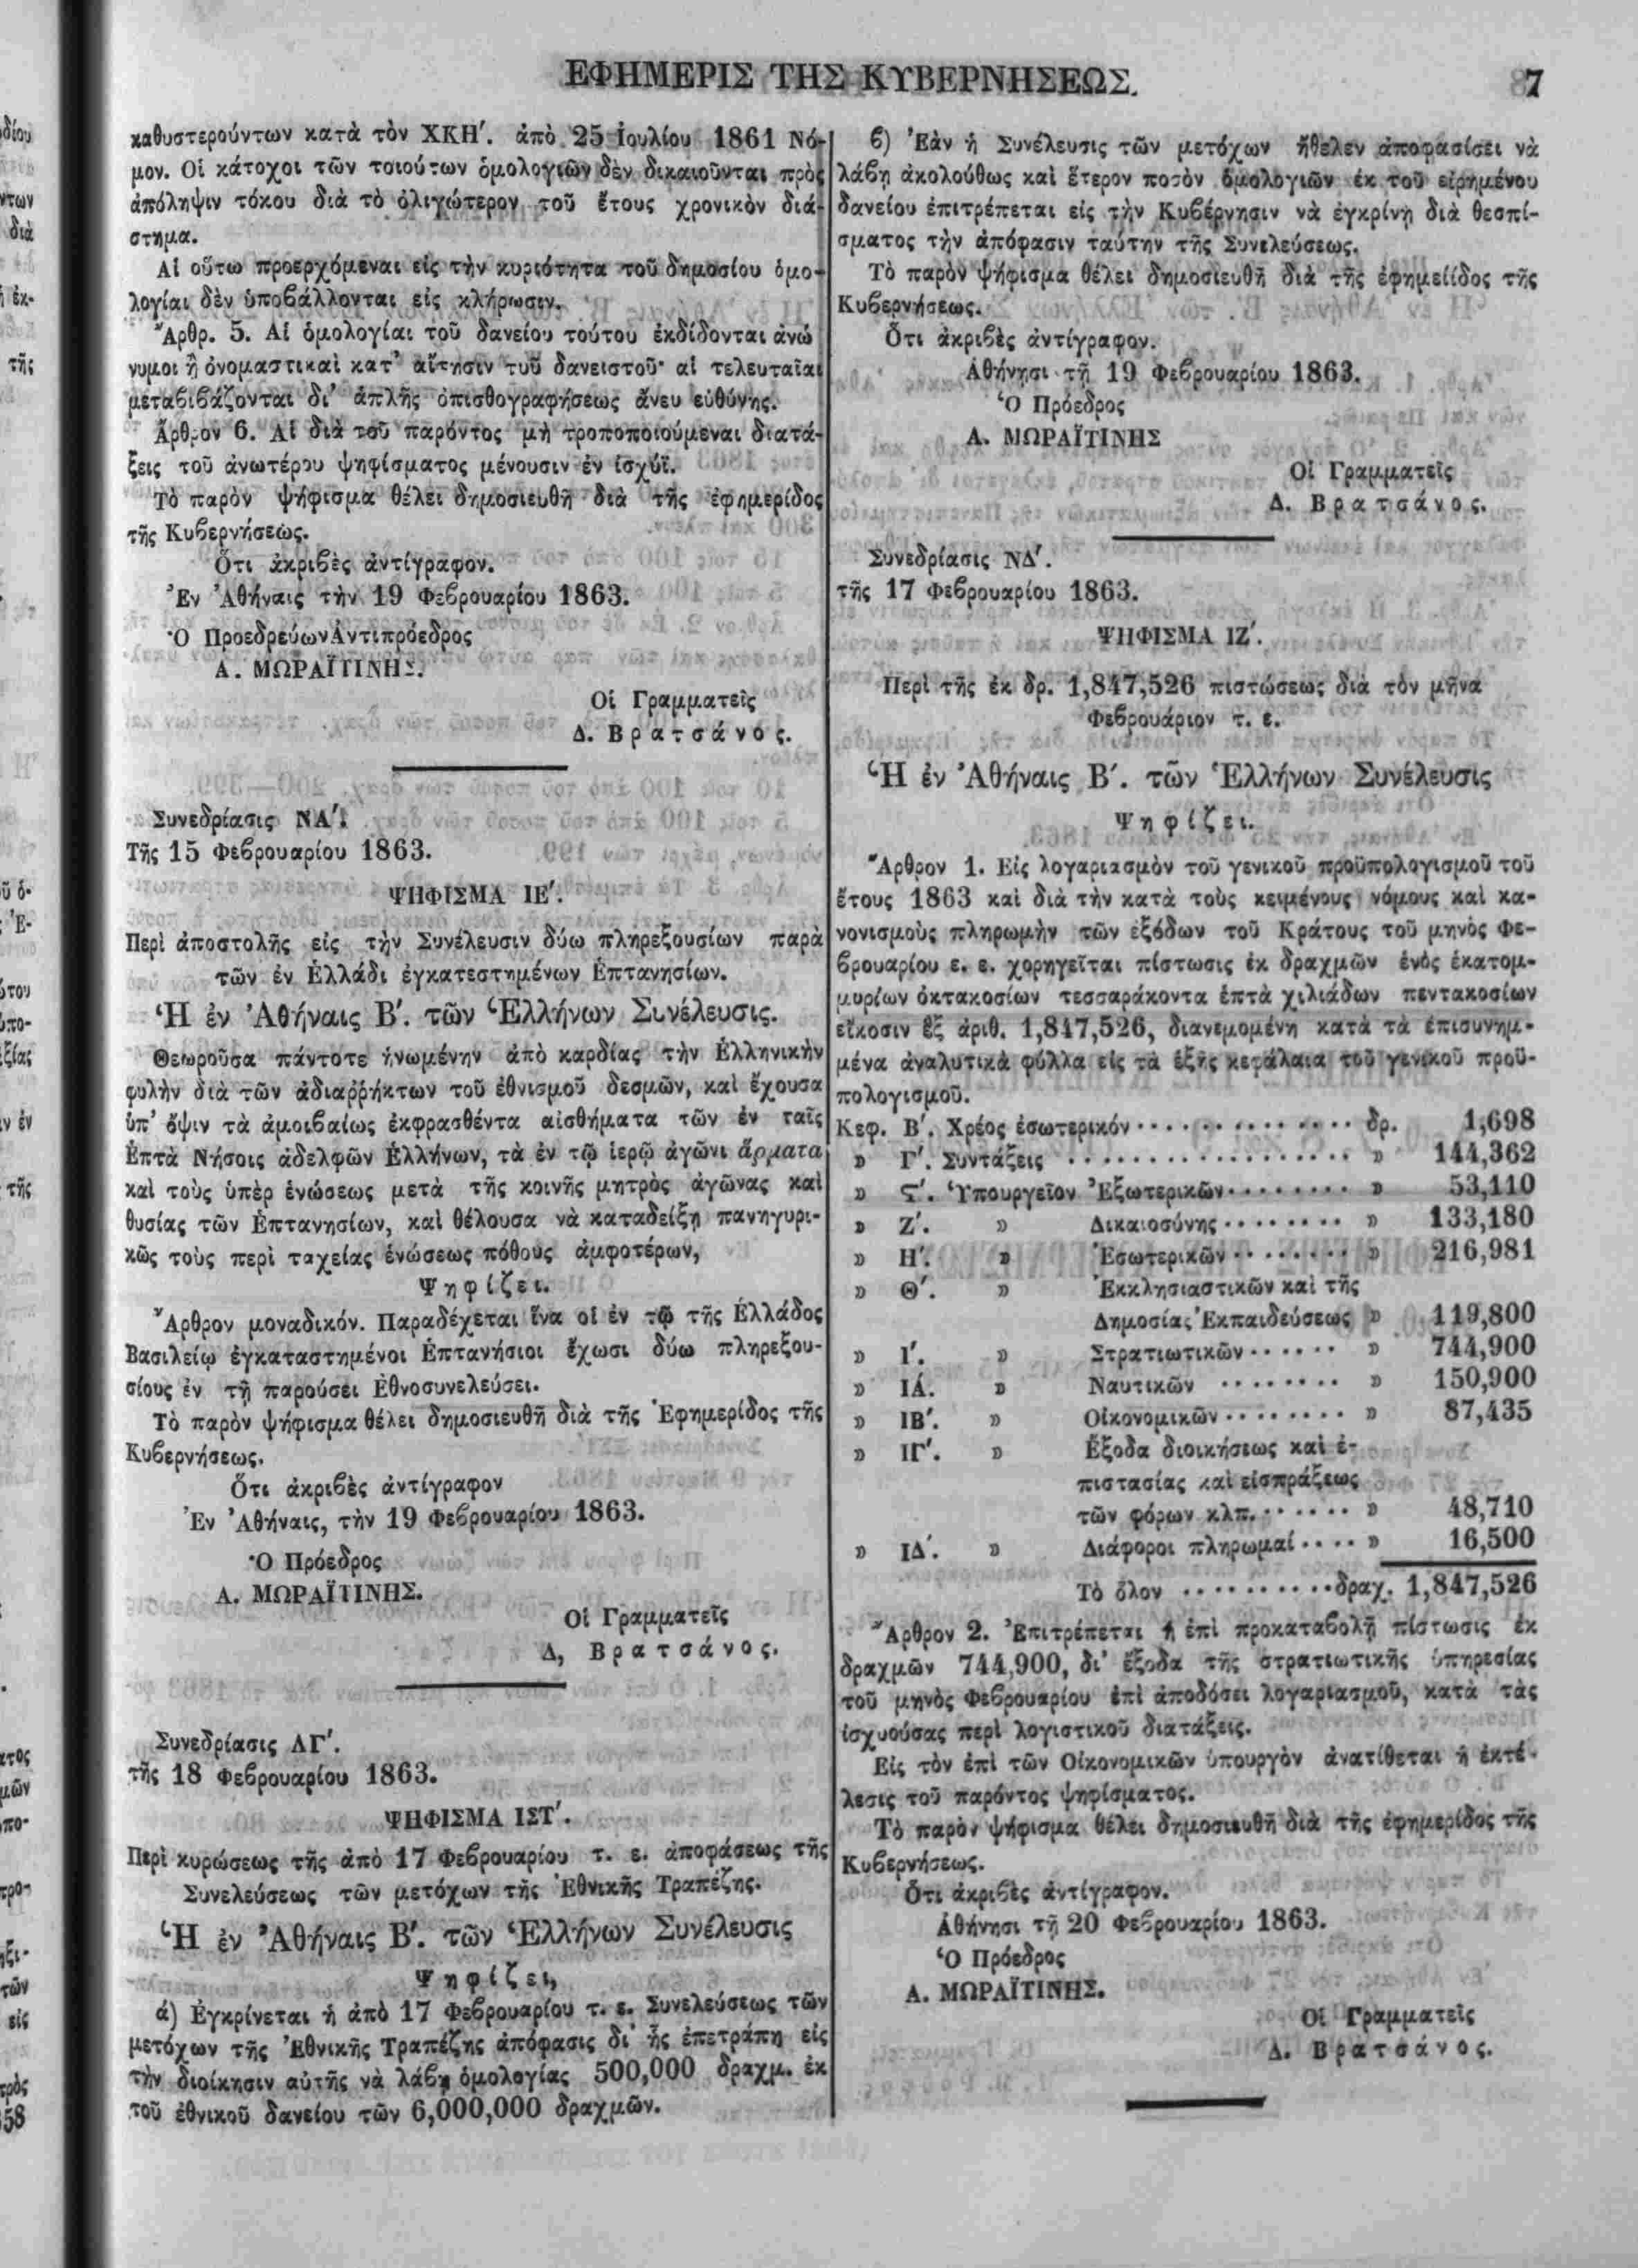 ΕΦΗΜΕΡΙΣ ΤΗΣ ΚΥΒΕΡΝΗΣΕΩΣ.
7
καθυστερούντων κατὰ τὸν ΧΚΗ΄. ἀπὸ 25 Ἰουλίου 1861 Νό-
μον. Οἱ κάτοχοι τῶν τοιούτων ὁμολογιῶν δὲν δικαιοῦνται πρὸς
ἀπόληψιν τόκου διὰ τὸ ὀλιγώτερον τοῦ ἔτους χρονικὸν διά-
στημα.
Αἱ οὕτω προερχόμεναι εἰς τὴν κυριότητα τοῦ δημοσίου ὁμο-
λογίαι δὲν ὑποβάλλονται εἰς κλήρωσιν.
Ἄρθρ. 5. Αἱ ὁμολογίαι τοῦ δανείου τούτου ἐκδίδονται ἀνώ
νυμοι ἢ ὀνομαστικαὶ κατ᾽ αἴτησιν τοῦ δανειστοῦ· αἱ τελευταῖαι
μεταβιβάζονται δι᾽ ἁπλῆς ὀπισθογραφήσεως ἄνευ εὐθύνης.
Ἄρθρον 6. Αἱ διὰ τοῦ παρόντος μὴ τροποποιούμεναι διατά-
ξεις τοῦ ἀνωτέρου ψηφίσματος μένουσιν ἐν ἰσχύϊ.
Τὸ παρὸν ψήφισμα θέλει δημοσιευθῆ διὰ τῆς ἐφημερίδος
τῆς Κυβερνήσεως.
Ὅτι ἀκριβὲς ἀντίγραφον.
Ἐν Ἀθήναις τὴν 19 Φεβρουαρίου 1863.
Ὁ Προεδρεύων Ἀντιπρόεδρος
Α. ΜΩΡΑΪΤΙΝΗΣ.
Οἱ Γραμματεῖς
Δ. Βρατσάνος.
Συνεδρίασις ΝΑ΄.
Τῆς 15 Φεβρουαρίου 1863.
ΨΗΦΙΣΜΑ ΙΕ΄.
Περὶ ἀποστολῆς εἰς τὴν Συνέλευσιν δύω πληρεξουσίων παρὰ
τῶν ἐν Ἑλλάδι ἐγκατεστημένων Ἑπτανησίων.
Ἡ ἐν Ἀθήναις Β΄. τῶν Ἑλλήνων Συνέλευσις.
Θεωροῦσα πάντοτε ἡνωμένην ἀπὸ καρδίας τὴν Ἑλληνικὴν
φυλὴν διὰ τῶν ἀδιαῤῥήκτων τοῦ ἐθνισμοῦ δεσμῶν, καὶ ἔχουσα
ὑπ᾽ ὄψιν τὰ ἀμοιβαίως ἐκφρασθέντα αἰσθήματα τῶν ἐν ταῖς
Ἑπτὰ Νήσοις ἀδελφῶν Ἑλλήνων, τὰ ἐν τῷ ἱερῷ ἀγῶνι ἅρματα
καὶ τοὺς ὑπὲρ ἑνώσεως μετὰ τῆς κοινῆς μητρὸς ἀγῶνας καὶ
θυσίας τῶν Ἑπτανησίων, καὶ θέλουσα νὰ καταδείξῃ πανηγυρι-
κῶς τοὺς περὶ ταχείας ἑνώσεως πόθους ἀμφοτέρων,
Ψηφίζει.
Ἄρθρον μοναδικόν. Παραδέχεται ἵνα οἱ ἐν τῷ τῆς Ἑλλάδος
Βασιλείῳ ἐγκαταστημένοι Ἑπτανήσιοι ἔχωσι δύω πληρεξου-
σίους ἐν τῇ παρούσει Ἐθνοσυνελεύσει.
Τὸ παρὸν ψήφισμα θέλει δημοσιευθῆ διὰ τῆς Ἐφημερίδος τῆς
Κυβερνήσεως.
Ὅτι ἀκριβὲς ἀντίγραφον
Ἐν Ἀθήναις, τὴν 19 Φεβρουαρίου 1863.
Ὁ Πρόεδρος
Α. ΜΩΡΑΪΤΙΝΗΣ.
Οἱ Γραμματεῖς
Δ, Βρατσάνος.
Συνεδρίασις ΛΓ΄.
τῆς 18 Φεβρουαρίου 1863.
ΨΗΦΙΣΜΑ ΙΣΤ΄.
Περὶ κυρώσεως τῆς ἀπὸ 17 Φεβρουαρίου τ. ε. ἀποφάσεως τῆς
Συνελεύσεως τῶν μετόχων τῆς Ἐθνικῆς Τραπέζης.
Ἡ ἐν Ἀθήναις Β΄. τῶν Ἑλλήνων Συνέλευσις
Ψηφίζει,
ά) Ἐγκρίνεται ἡ ἀπὸ 17 Φεβρουαρίου τ. ε. Συνελεύσεως τῶν
μετόχων τῆς Ἐθνικῆς Τραπέζης ἀπόφασις δι᾽ ἧς ἐπετράπη εἰς
τὴν διοίκησιν αὐτῆς νὰ λάβῃ ὁμολογίας 500,000 δραχμ. ἐκ
τοῦ ἐθνικοῦ δανείου τῶν 6,000,000 δραχμῶν.
β) Ἐὰν ἡ Συνέλευσις τῶν μετόχων ἤθελεν ἀποφασίσει νὰ
λάβῃ ἀκολούθως καὶ ἕτερον ποσὸν ὁμολογιῶν ἐκ τοῦ εἰρημένου
δανείου ἐπιτρέπεται εἰς τὴν Κυβέρνησιν νὰ ἐγκρίνῃ διὰ θεσπί-
σματος τὴν ἀπόφασιν ταύτην τῆς Συνελεύσεως.
Τὸ παρὸν ψήφισμα θέλει δημοσιευθῆ διὰ τῆς ἐφημείίδος τῆς
Κυβερνήσεως.
Ὅτι ἀκριβὲς ἀντίγραφον.
Ἀθήνῃσι τῇ 19 Φεβρουαρίου 1863.
Ὁ Πρόεδρος
Α. ΜΩΡΑΪΤΙΝΗΣ
Οἱ Γραμματεῖς
Δ. Βρατσάνος.
Συνεδρίασις ΝΔ΄.
τῆς 17 Φεβρουαρίου 1863.
ΨΗΦΙΣΜΑ ΙΖ΄.
Περὶ τῆς ἐκ δρ. 1,847,526 πιστώσεως διὰ τὸν μῆνα
Φεβρουάριον τ. ε.
Ἡ ἐν Ἀθήναις Β΄. τῶν Ἑλλήνων Συνέλευσις
Ψηφίζει.
Ἄρθρον 1. Εἰς λογαριασμὸν τοῦ γενικοῦ προϋπολογισμοῦ τοῦ
ἔτους 1863 καὶ διὰ τὴν κατὰ τοὺς κειμένους νόμους καὶ κα-
νονισμοὺς πληρωμὴν τῶν ἐξόδων τοῦ Κράτους τοῦ μηνὸς Φε-
βρουαρίου ε. ε. χορηγεῖται πίστωσις ἐκ δραχμῶν ἑνὸς ἑκατομ-
μυρίων ὀκτακοσίων τεσσαράκοντα ἑπτὰ χιλιάδων πεντακοσίων
εἴκοσιν ἓξ ἀριθ. 1,847,526, διανεμομένη κατὰ τὰ ἐπισυνημ-
μένα ἀναλυτικὰ φύλλα εἰς τὰ ἑξῆς κεφάλαια τοῦ γενικοῦ προϋ-
πολογισμοῦ.
Κεφ. Β΄. Χρέος ἐσωτερικόν . . . . . . . . . . . . . . δρ. 1,698
» Γ΄. Συντάξεις . . . . . . . . . . . . . . . . . . » 144,362
» Ϛ΄. Ὑπουργεῖον Ἐξωτερικῶν . . . . . . . . » 53,110
» Ζ΄. » Δικαιοσύνης . . . . . . . . » 133,180
» Η΄. » Ἐσωτερικῶν . . . . . . . . » 216,981
» Θ΄. » Ἐκκλησιαστικῶν καὶ τῆς
Δημοσίας Ἐκπαιδεύσεως » 119,800
» Ι΄. » Στρατιωτικῶν . . . . . . » 744,900
» ΙΆ. » Ναυτικῶν . . . . . . . . » 150,900
» ΙΒ΄. » Οἰκονομικῶν . . . . . . . . » 87,435
» ΙΓ΄. » Ἔξοδα διοικήσεως καὶ ἐ-
πιστασίας καὶ εἰσπράξεως
τῶν φόρων κλπ. . . . . . . » 48,710
» ΙΔ΄. » Διάφοροι πληρωμαί . . . . » 16,500
Τὸ ὅλον . . . . . . . . . . δραχ. 1,847,526
Ἄρθρον 2. Ἐπιτρέπεται ἡ ἐπὶ προκαταβολῇ πίστωσις ἐκ
δραχμῶν 744,900, δι᾽ ἔξοδα τῆς στρατιωτικῆς ὑπηρεσίας
τοῦ μηνὸς Φεβρουαρίου ἐπὶ ἀποδόσει λογαριασμοῦ, κατὰ τὰς
ἰσχυούσας περὶ λογιστικοῦ διατάξεις.
Εἰς τὸν ἐπὶ τῶν Οἰκονομικῶν ὑπουργὸν ἀνατίθεται ἡ ἐκτέ-
λεσις τοῦ παρόντος ψηφίσματος.
Τὸ παρὸν ψήφισμα θέλει δημοσιευθῆ διὰ τῆς ἐφημερίδος τῆς
Κυβερνήσεως.
Ὅτι ἀκριβὲς ἀντίγραφον.
Ἀθήνῃσι τῇ 20 Φεβρουαρίου 1863.
Ὁ Πρόεδρος
Α. ΜΩΡΑΪΤΙΝΗΣ.
Οἱ Γραμματεῖς
Δ. Βρατσάνος.